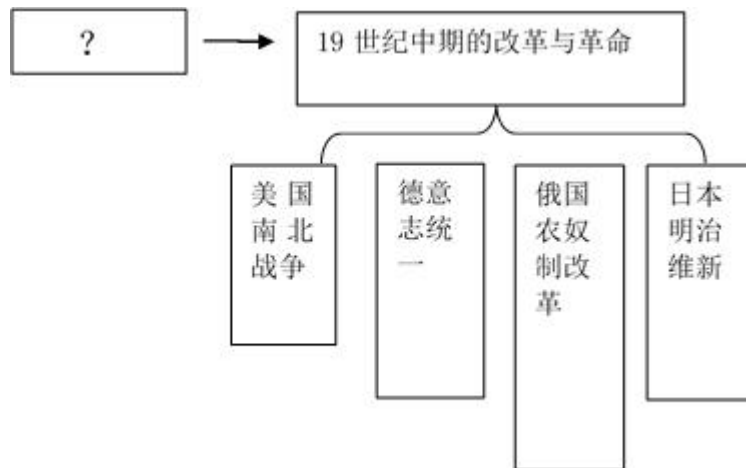 ?
19 世纪中期的改革与革命
美国
南北
战争
德意
志统
一
俄国
农奴
制改
革
日本
明治
维新